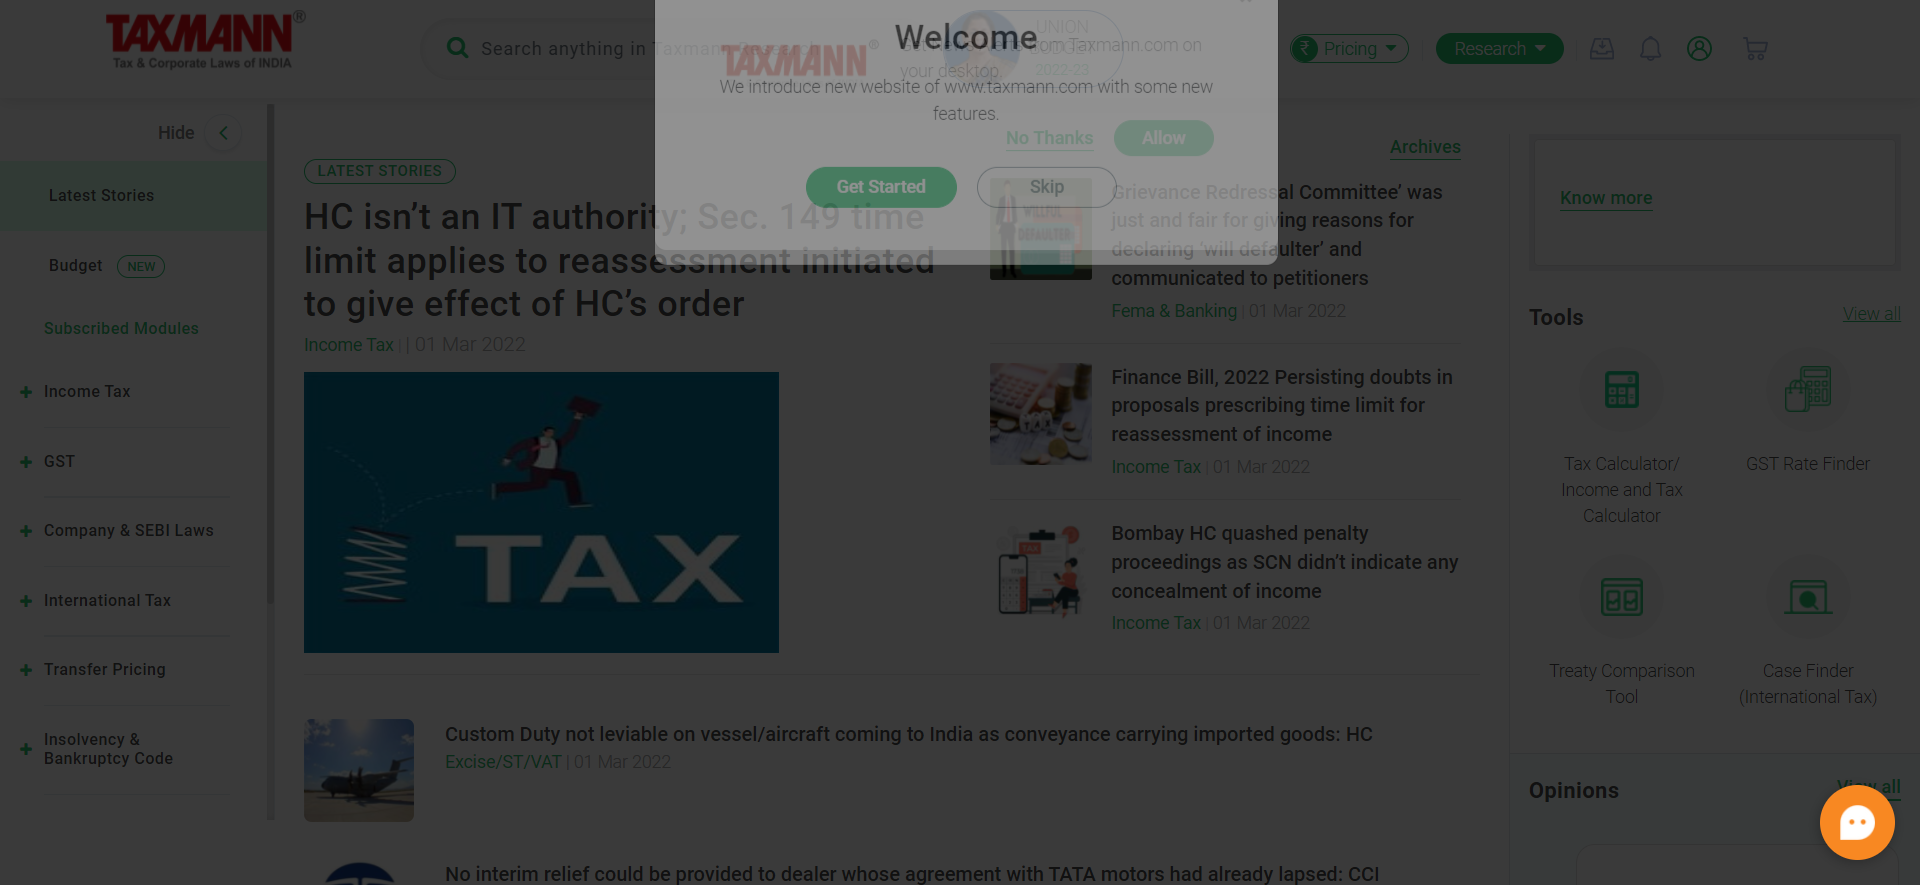 TAXMANN®
Tax & Corporate Laws of INDIA
Search anything in Taxmann Research
UNION
2022-23
Pricing
Research
Welcome
TAXMANN®
Get News Alerts from Taxmann.com on
your desktop.
We introduce new website of www.taxmann.com with some new
features.
No Thanks
Allow
Get Started
Skip
Hide
Latest Stories
Budget NEW
Subscribed Modules
Income Tax
GST
Company & SEBI Laws
International Tax
Transfer Pricing
Insolvency &
Bankruptcy Code
LATEST STORIES
Archives
HC isn’t an IT authority; Sec. 149 time
limit applies to reassessment initiated
to give effect of HC’s order
Income Tax | | 01 Mar 2022
TAX
WILLFUL
DEFAULTER
Grievance Redressal Committee’ was
just and fair for giving reasons for
declaring ‘will defaulter’ and
communicated to petitioners
Fema & Banking | 01 Mar 2022
TAX
Finance Bill, 2022 Persisting doubts in
proposals prescribing time limit for
reassessment of income
Income Tax | 01 Mar 2022
TAX
Bombay HC quashed penalty
proceedings as SCN didn’t indicate any
concealment of income
Income Tax | 01 Mar 2022
Custom Duty not leviable on vessel/aircraft coming to India as conveyance carrying imported goods: HC
Excise/ST/VAT | 01 Mar 2022
No interim relief could be provided to dealer whose agreement with TATA motors had already lapsed: CCI
Know more
Tools
View all
Tax Calculator/
Income and Tax
Calculator
GST Rate Finder
Treaty Comparison
Tool
Case Finder
(International Tax)
Opinions
View all